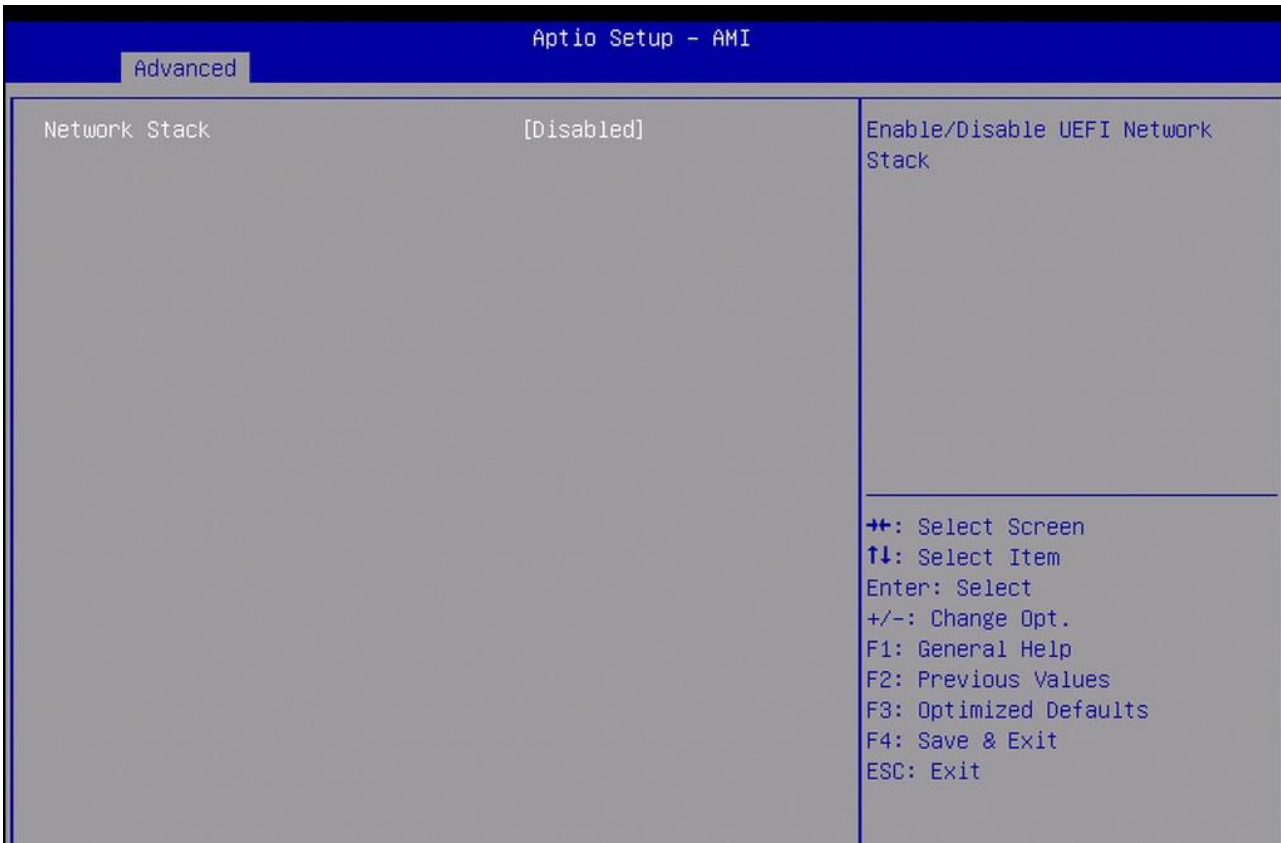 Aptio Setup – AMI
Advanced
Network Stack [Disabled]
Enable/Disable UEFI Network
Stack
→←: Select Screen
↑↓: Select Item
Enter: Select
+/-: Change Opt.
F1: General Help
F2: Previous Values
F3: Optimized Defaults
F4: Save & Exit
ESC: Exit